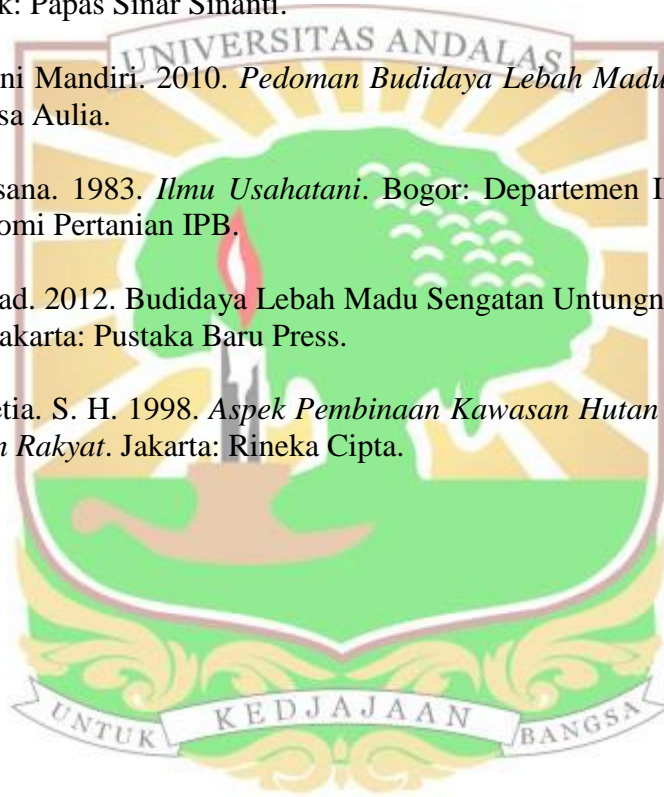 k: Papas Sinar Sinanti.
UNIVERSITAS ANDALAS
ni Mandiri. 2010. Pedoman Budidaya Lebah Madu
sa Aulia.
sana. 1983. Ilmu Usahatani. Bogor: Departemen I
omi Pertanian IPB.
ad. 2012. Budidaya Lebah Madu Sengatan Untungn
akarta: Pustaka Baru Press.
etia. S. H. 1998. Aspek Pembinaan Kawasan Hutan
n Rakyat. Jakarta: Rineka Cipta.
UNTUK KEDJAJAAN BANGSA